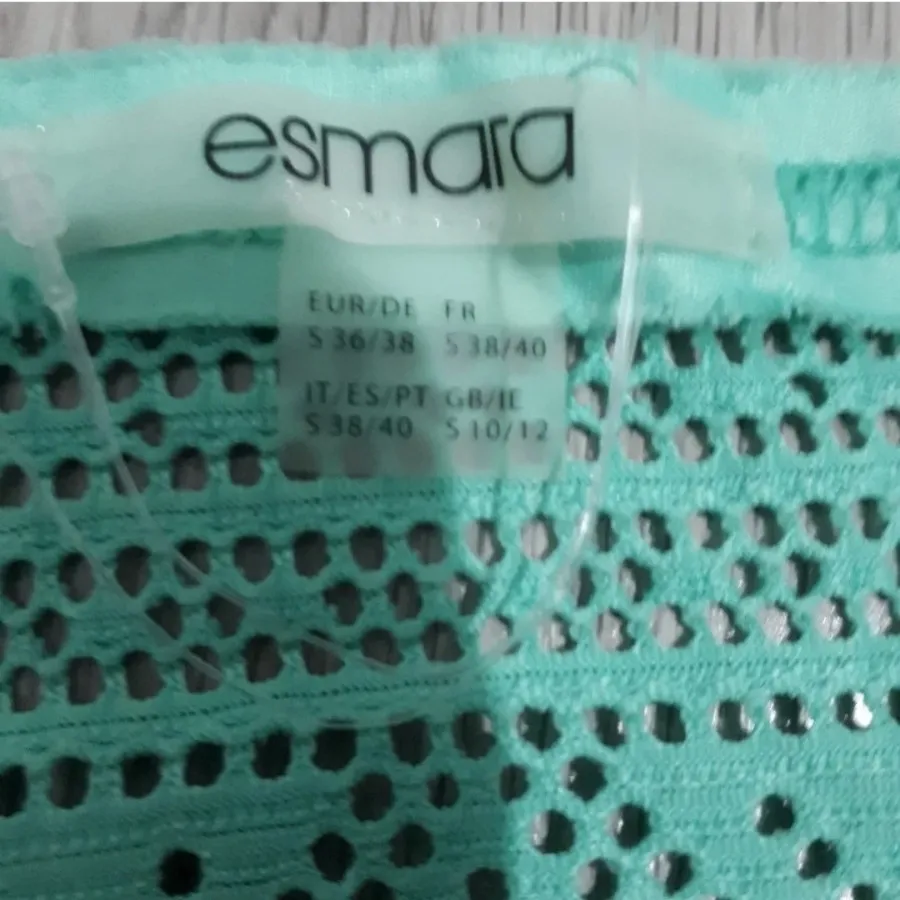 esmara
EUR/DE FR
S 36/38 S 38/40
IT/ES/PT GB/IE
S 38/40 S 10/12